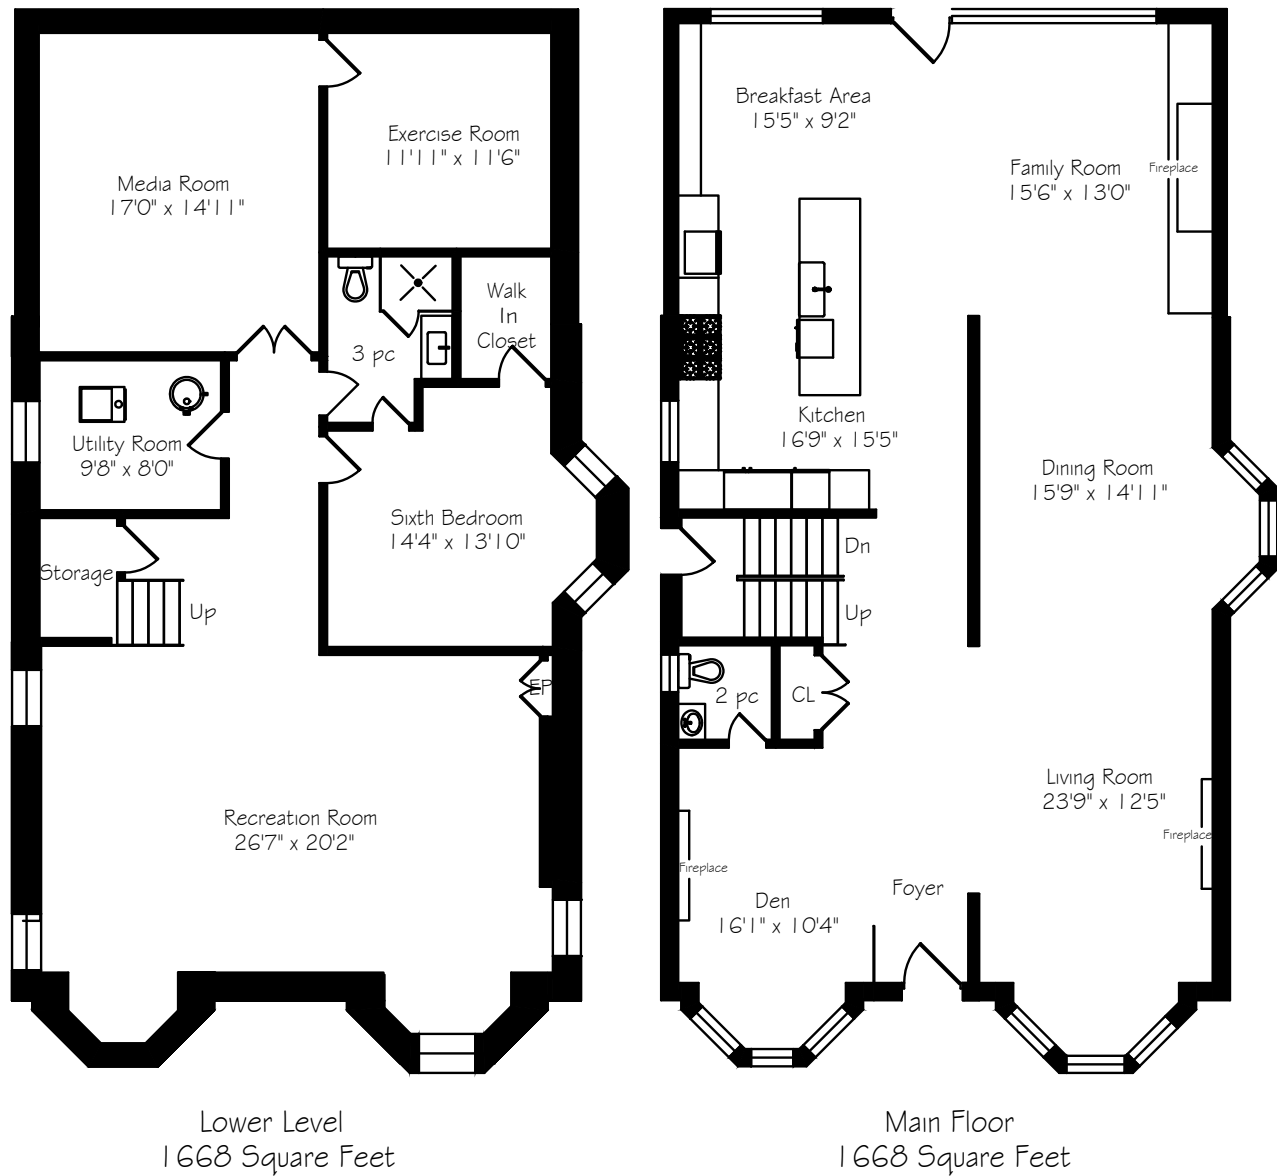 Media Room
17'0" x 14'11"
Exercise Room
11'11" x 11'6"
Walk
In
Closet
3 pc
Utility Room
9'8" x 8'0"
Sixth Bedroom
14'4" x 13'10"
Storage
Up
EP
Recreation Room
26'7" x 20'2"
Lower Level
1668 Square Feet
Breakfast Area
15'5" x 9'2"
Family Room
15'6" x 13'0"
Fireplace
Kitchen
16'9" x 15'5"
Dining Room
15'9" x 14'11"
Dn
Up
2 pc
CL
Living Room
23'9" x 12'5"
Fireplace
Fireplace
Den
16'1" x 10'4"
Foyer
Main Floor
1668 Square Feet